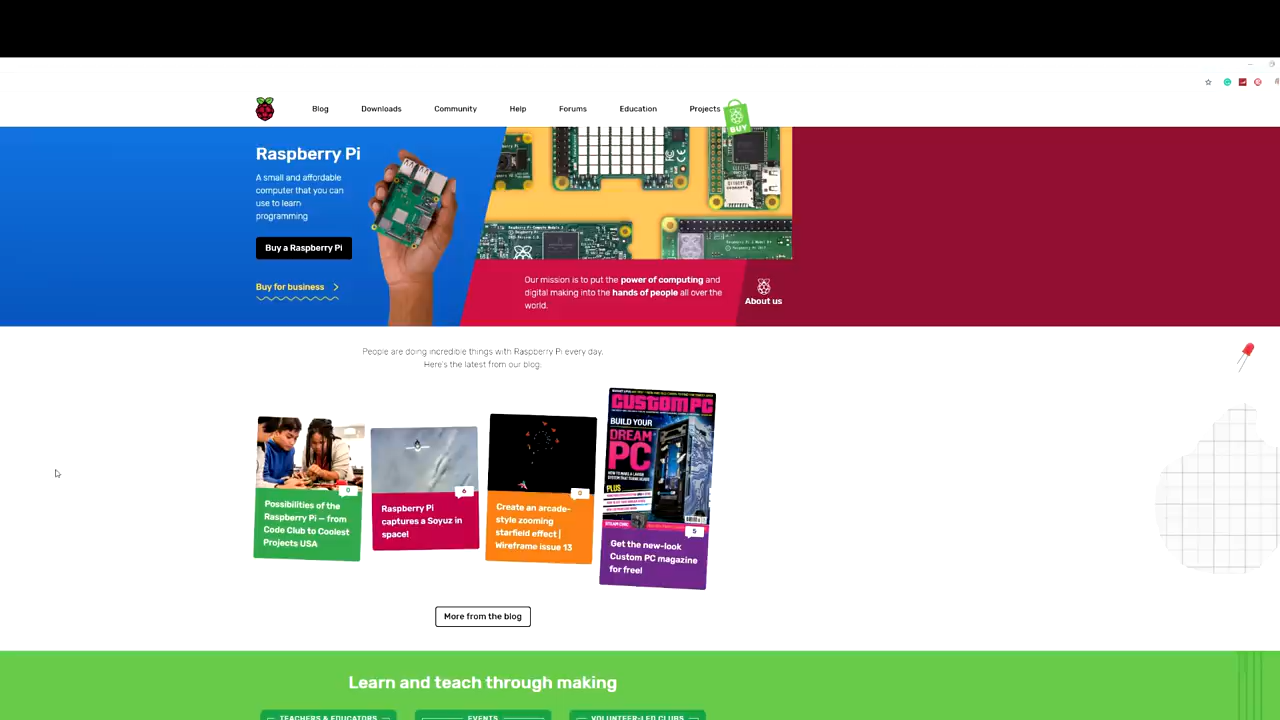 Blog
Downloads
Community
Help
Forums
Education
Projects
BUY
Raspberry Pi
A small and affordable
computer that you can
use to learn
programming
Buy a Raspberry Pi
Buy for business
Our mission is to put the power of computing and
digital making into the hands of people all over the
world.
About us
People are doing incredible things with Raspberry Pi every day.
Here's the latest from our blog.
0
Possibilities of the
Raspberry Pi — from
Code Club to Coolest
Projects USA
6
Raspberry Pi
captures a Soyuz in
space!
0
Create an arcade-
style zooming
starfield effect |
Wireframe issue 13
CUSTOM PC
BUILD YOUR
DREAM
PC
PLUS
5
Get the new-look
Custom PC magazine
for free!
More from the blog
Learn and teach through making
TEACHERS & EDUCATORS
EVENTS
VOLUNTEER-LED CLUBS